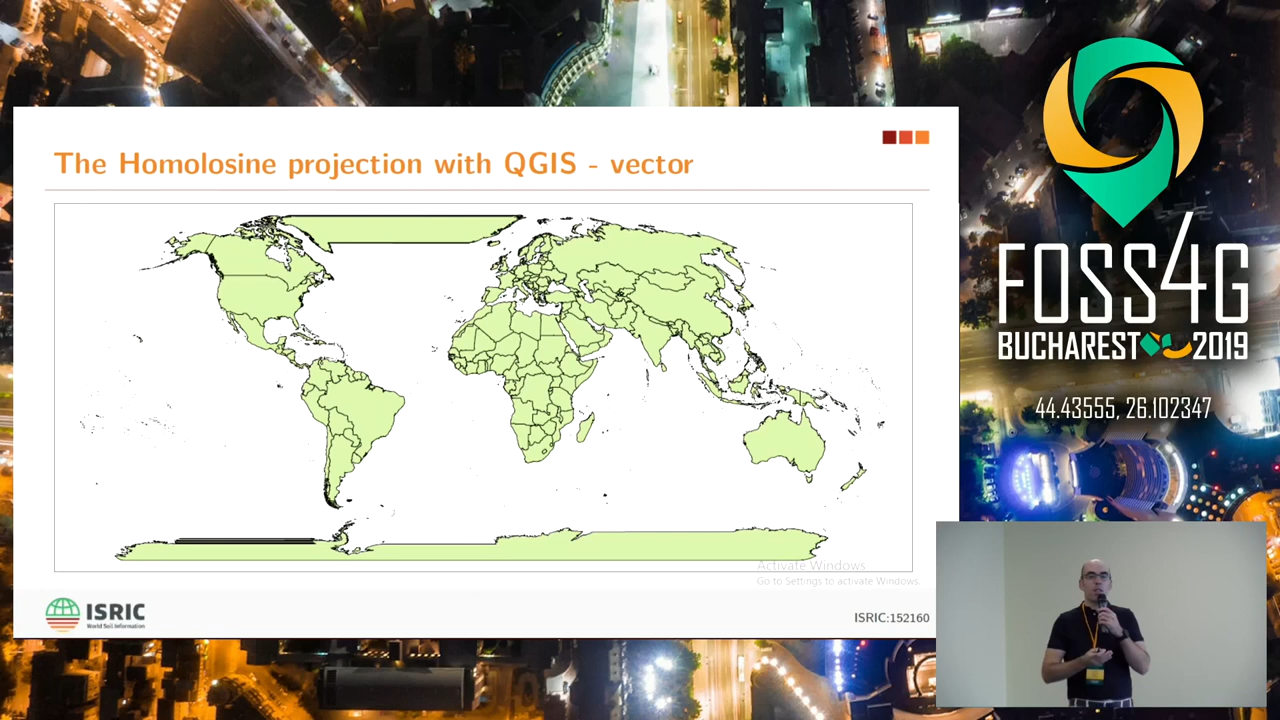 The Homolosine projection with QGIS - vector
Activate Windows
Go to Settings to activate Windows.
ISRIC
World Soil Information
ISRIC:152160
FOSS4G
BUCHAREST 2019
44.43555, 26.102347